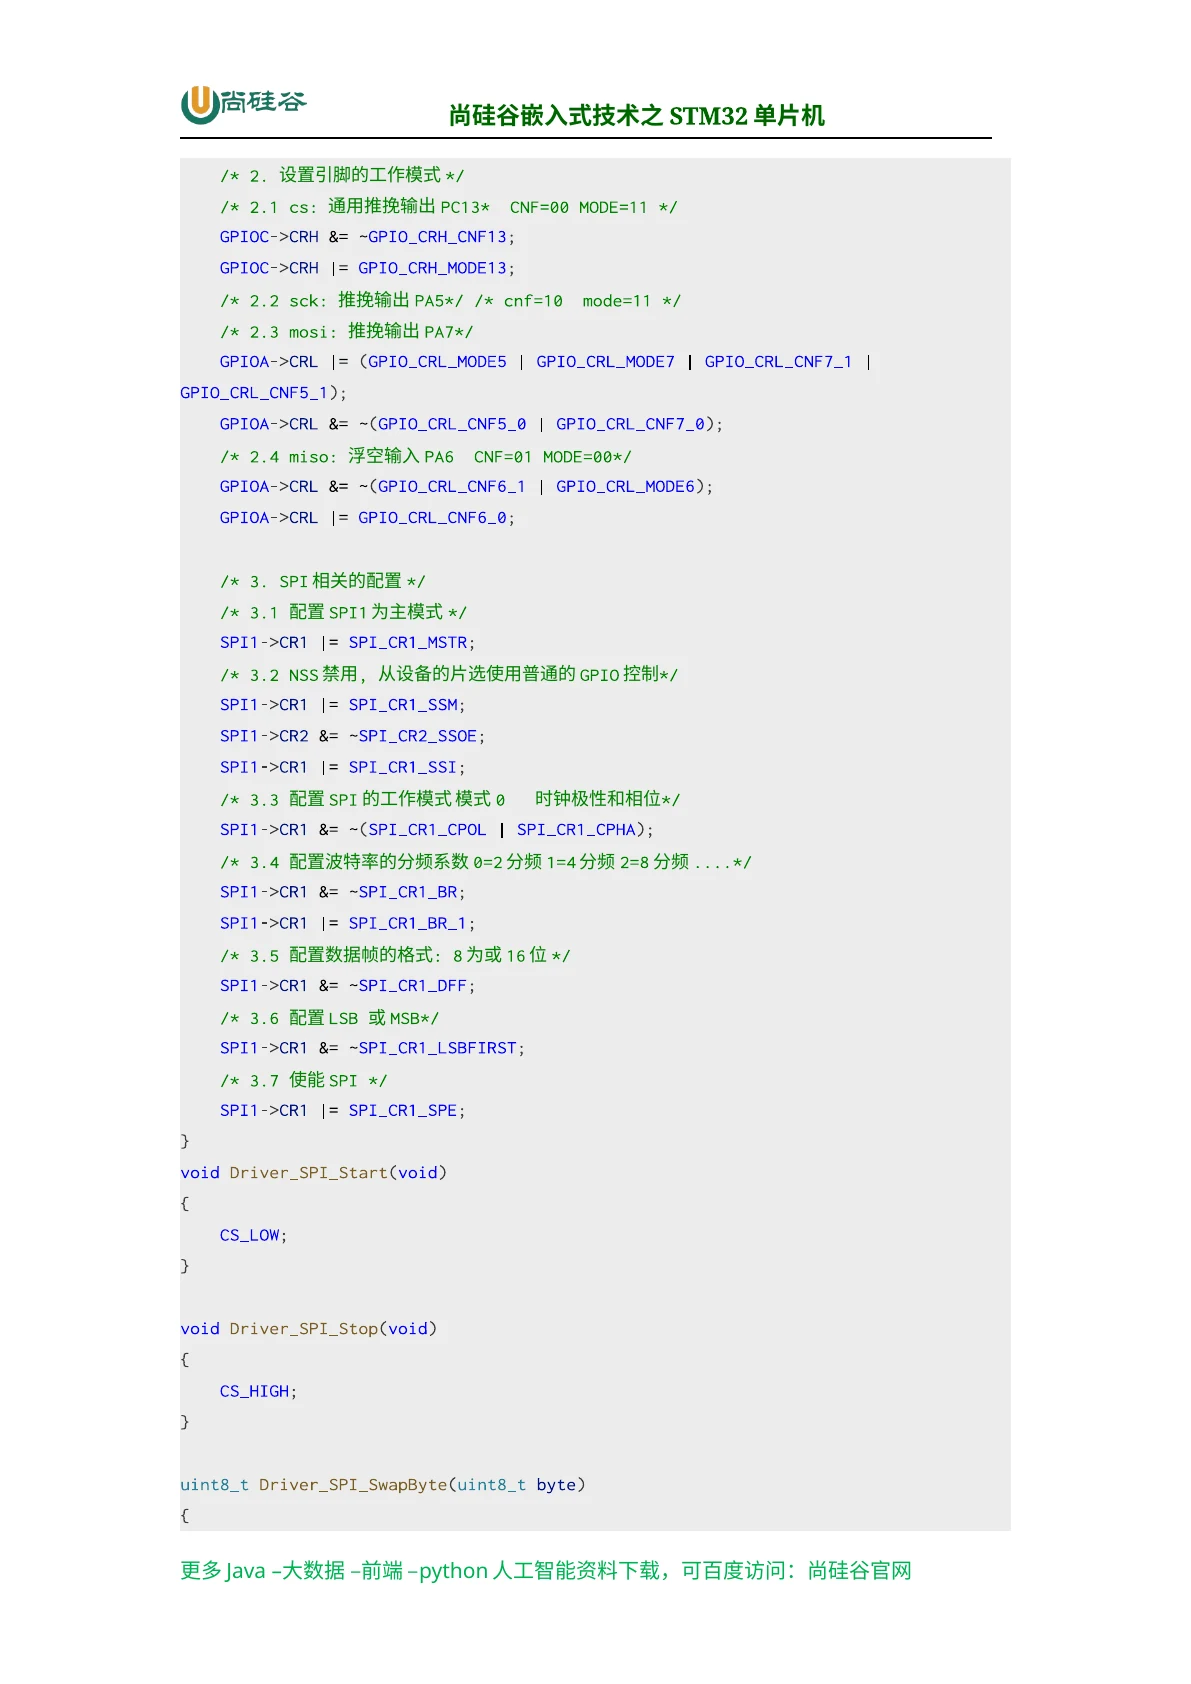 尚硅谷
尚硅谷嵌入式技术之 STM32 单片机
/* 2. 设置引脚的工作模式 */
/* 2.1 cs: 通用推挽输出 PC13*  CNF=00 MODE=11 */
GPIOC->CRH &= ~GPIO_CRH_CNF13;
GPIOC->CRH |= GPIO_CRH_MODE13;
/* 2.2 sck: 推挽输出 PA5*/ /* cnf=10  mode=11 */
/* 2.3 mosi: 推挽输出 PA7*/
GPIOA->CRL |= (GPIO_CRL_MODE5 | GPIO_CRL_MODE7 | GPIO_CRL_CNF7_1 |
GPIO_CRL_CNF5_1);
GPIOA->CRL &= ~(GPIO_CRL_CNF5_0 | GPIO_CRL_CNF7_0);
/* 2.4 miso: 浮空输入 PA6  CNF=01 MODE=00*/
GPIOA->CRL &= ~(GPIO_CRL_CNF6_1 | GPIO_CRL_MODE6);
GPIOA->CRL |= GPIO_CRL_CNF6_0;
/* 3. SPI 相关的配置 */
/* 3.1 配置 SPI1 为主模式 */
SPI1->CR1 |= SPI_CR1_MSTR;
/* 3.2 NSS 禁用, 从设备的片选使用普通的 GPIO 控制*/
SPI1->CR1 |= SPI_CR1_SSM;
SPI1->CR2 &= ~SPI_CR2_SSOE;
SPI1->CR1 |= SPI_CR1_SSI;
/* 3.3 配置 SPI 的工作模式 模式 0   时钟极性和相位*/
SPI1->CR1 &= ~(SPI_CR1_CPOL | SPI_CR1_CPHA);
/* 3.4 配置波特率的分频系数 0=2 分频 1=4 分频 2=8 分频 ....*/
SPI1->CR1 &= ~SPI_CR1_BR;
SPI1->CR1 |= SPI_CR1_BR_1;
/* 3.5 配置数据帧的格式: 8 为或 16 位 */
SPI1->CR1 &= ~SPI_CR1_DFF;
/* 3.6 配置 LSB 或 MSB*/
SPI1->CR1 &= ~SPI_CR1_LSBFIRST;
/* 3.7 使能 SPI */
SPI1->CR1 |= SPI_CR1_SPE;
}
void Driver_SPI_Start(void)
{
CS_LOW;
}
void Driver_SPI_Stop(void)
{
CS_HIGH;
}
uint8_t Driver_SPI_SwapByte(uint8_t byte)
{
更多 Java –大数据 –前端 –python 人工智能资料下载，可百度访问：尚硅谷官网